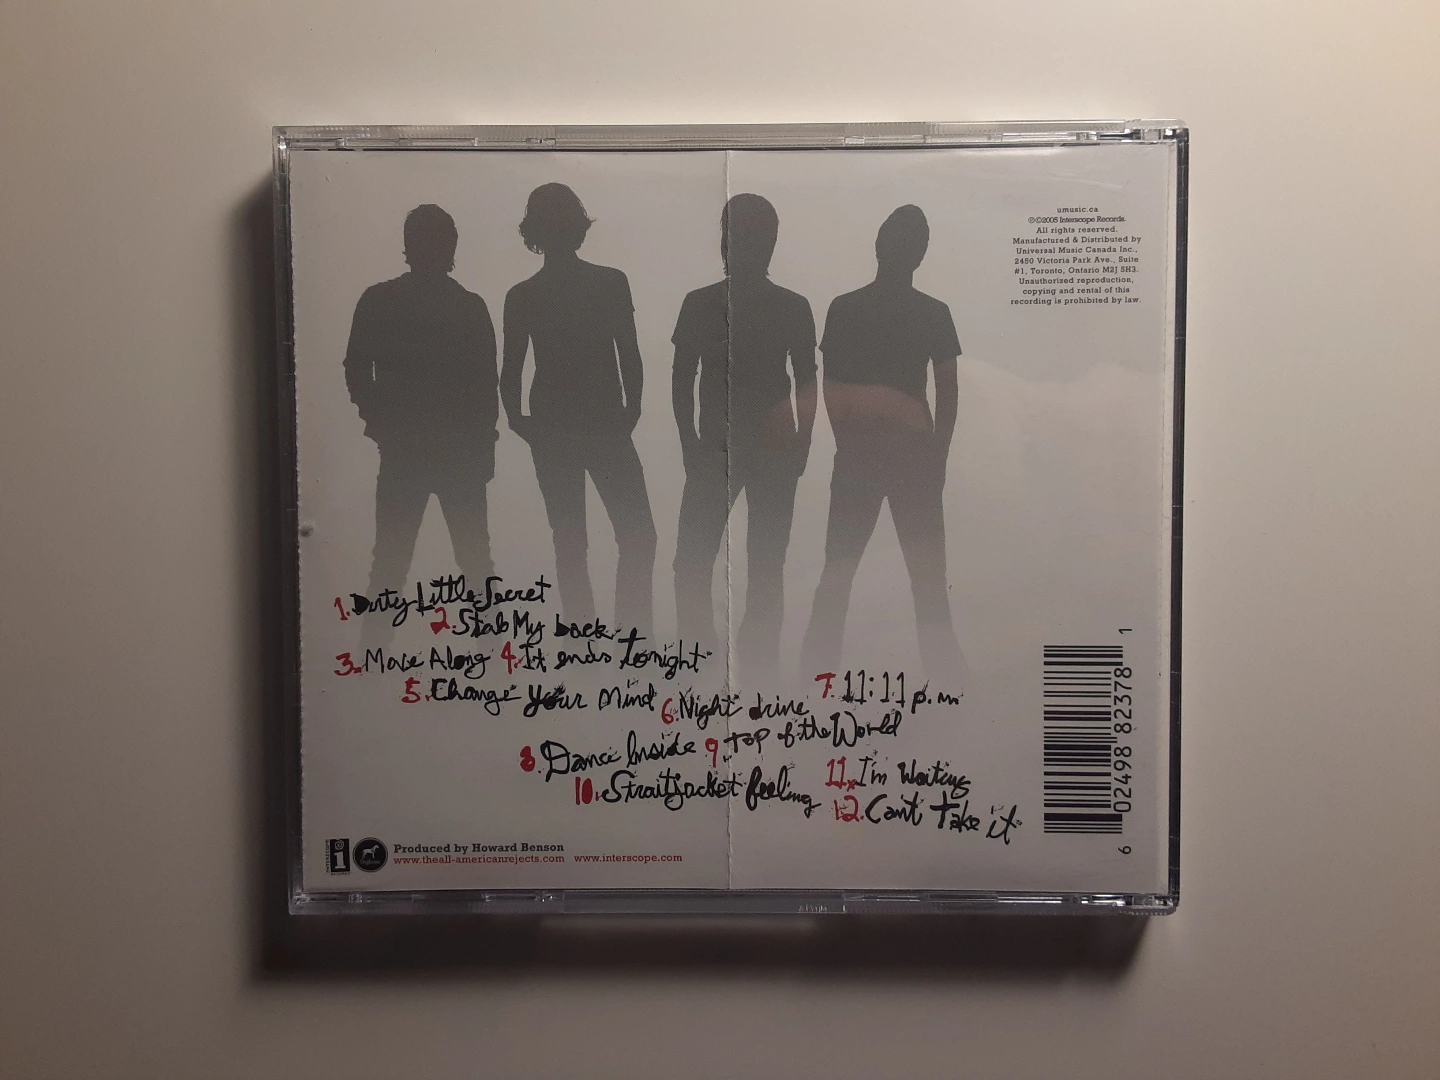 umusic.ca
℗©2005 Interscope Records.
All rights reserved.
Manufactured & Distributed by
Universal Music Canada Inc.,
2450 Victoria Park Ave., Suite
#1, Toronto, Ontario M2J 5H3.
Unauthorized reproduction,
copying and rental of this
recording is prohibited by law.
1. Dirty Little Secret
2. Stab My back
3. Move Along 4. It ends tonight
5. Change Your Mind 6. Night drive 7. 11:11 p.m.
8. Dance Inside 9. Top of the World
10. Straitjacket feeling 11. I'm Waiting
12. Can't Take it
6 02498 82378 1
INTERSCOPE
i
RECORDS
Produced by Howard Benson
www.theall-americanrejects.com www.interscope.com